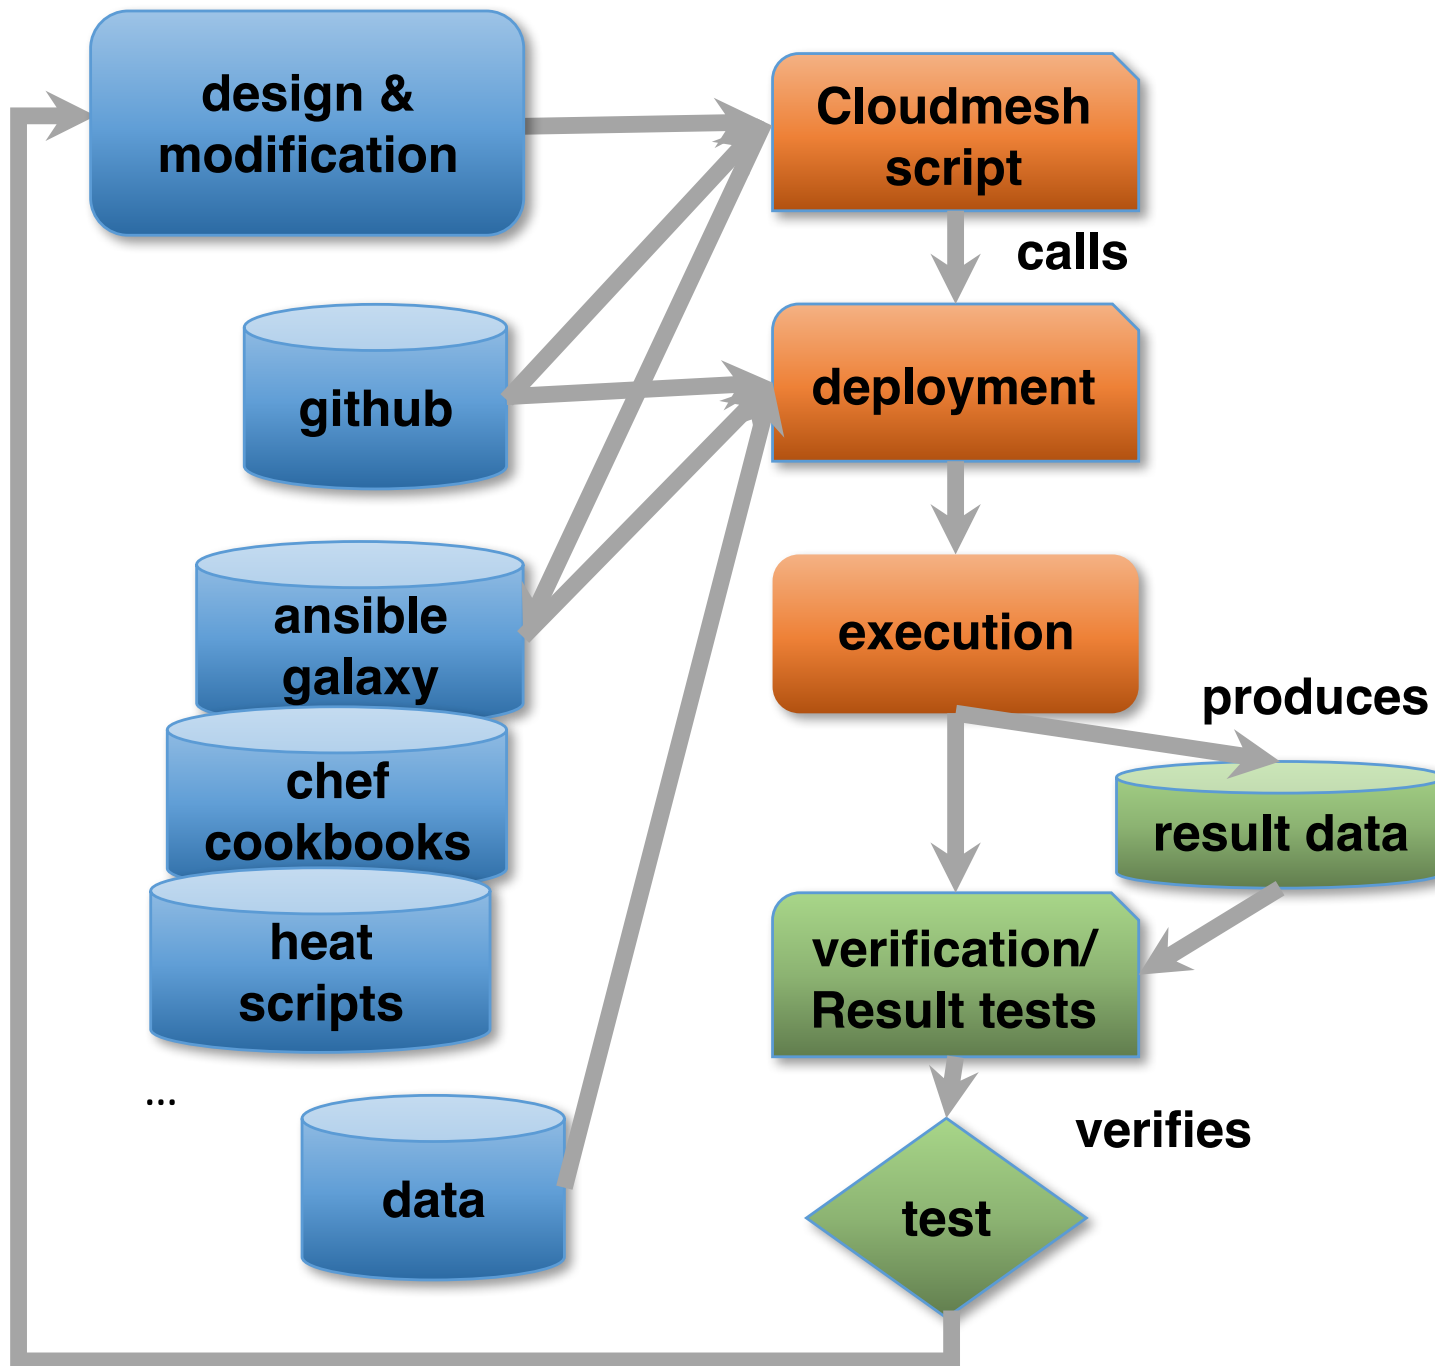 design &
modification
Cloudmesh
script
calls
github
deployment
ansible
galaxy
execution
produces
chef
cookbooks
result data
heat
scripts
verification/
Result tests
...
verifies
data
test